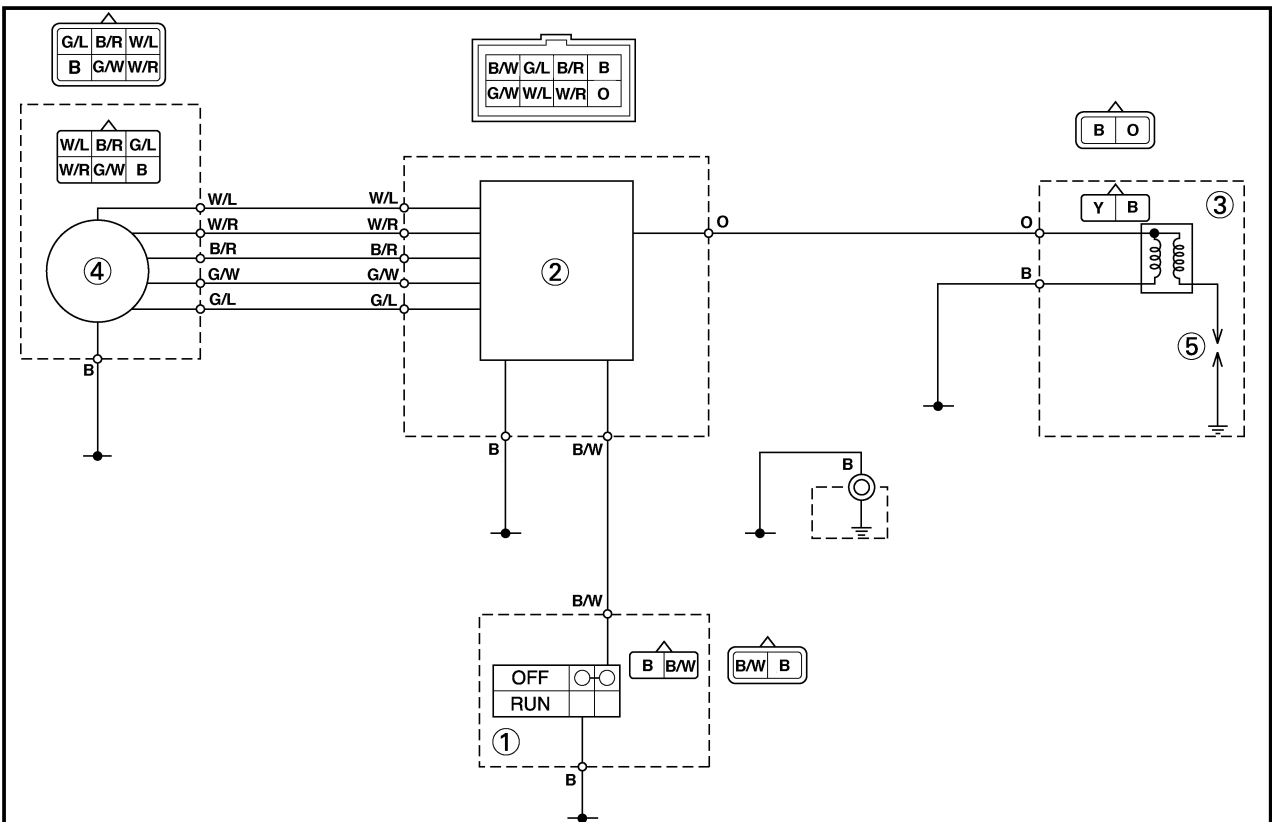 G/L B/R W/L
B G/W W/R
B/W G/L B/R B
G/W W/L W/R O
B O
W/L B/R G/L
W/R G/W B
Y B
③
W/L W/L
W/R W/R
O O
B/R B/R
④
②
G/W G/W
B
G/L G/L
⑤
B
B B/W
B
B/W
OFF
RUN
B B/W
B/W B
①
B